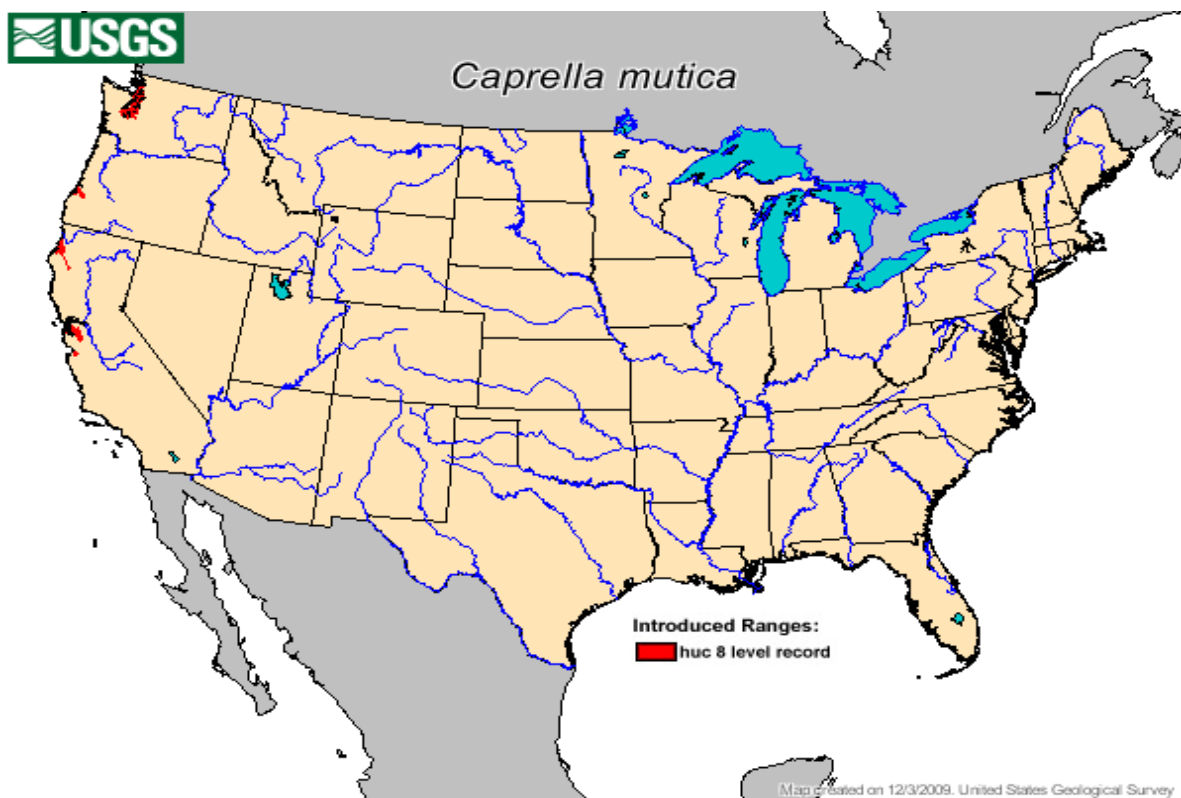 USGS
Caprella mutica
Introduced Ranges:
huc 8 level record
Map created on 12/3/2009. United States Geological Survey